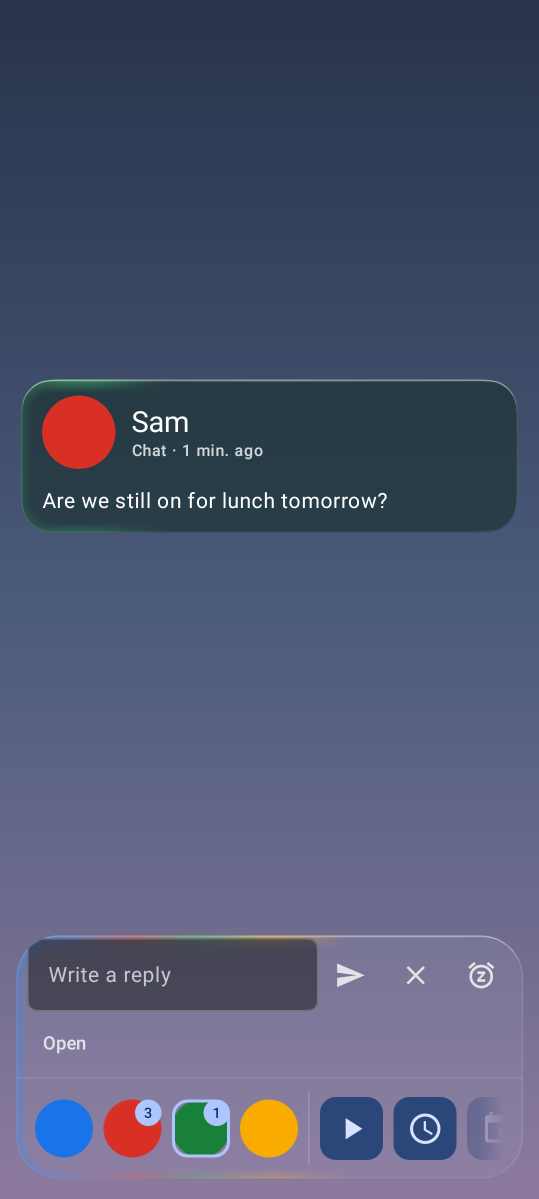 Sam
Chat · 1 min. ago
Are we still on for lunch tomorrow?
Write a reply
Open
3
1